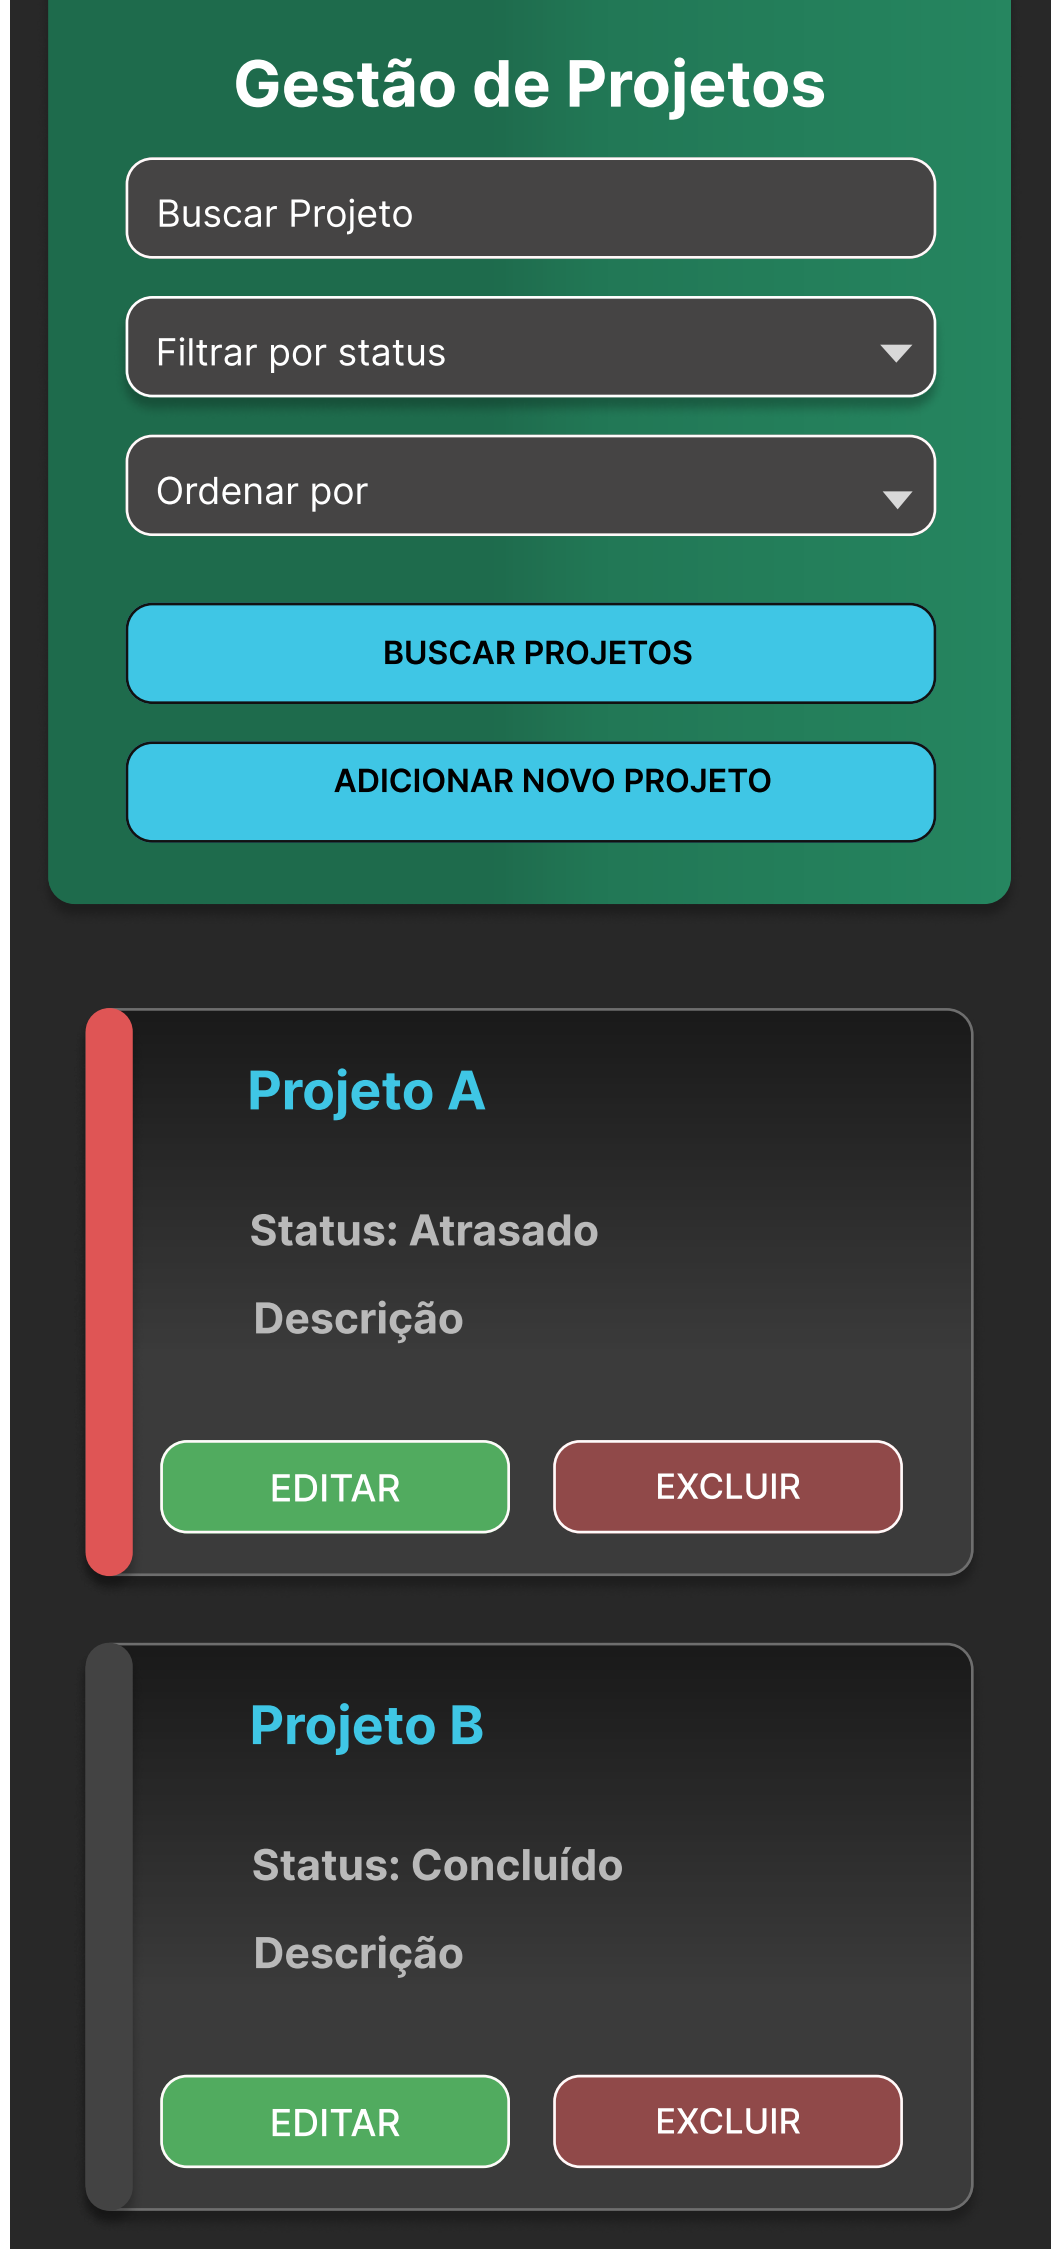 Gestão de Projetos
Buscar Projeto
Filtrar por status
Ordenar por
BUSCAR PROJETOS
ADICIONAR NOVO PROJETO
Projeto A
Status: Atrasado
Descrição
EDITAR EXCLUIR
Projeto B
Status: Concluído
Descrição
EDITAR EXCLUIR